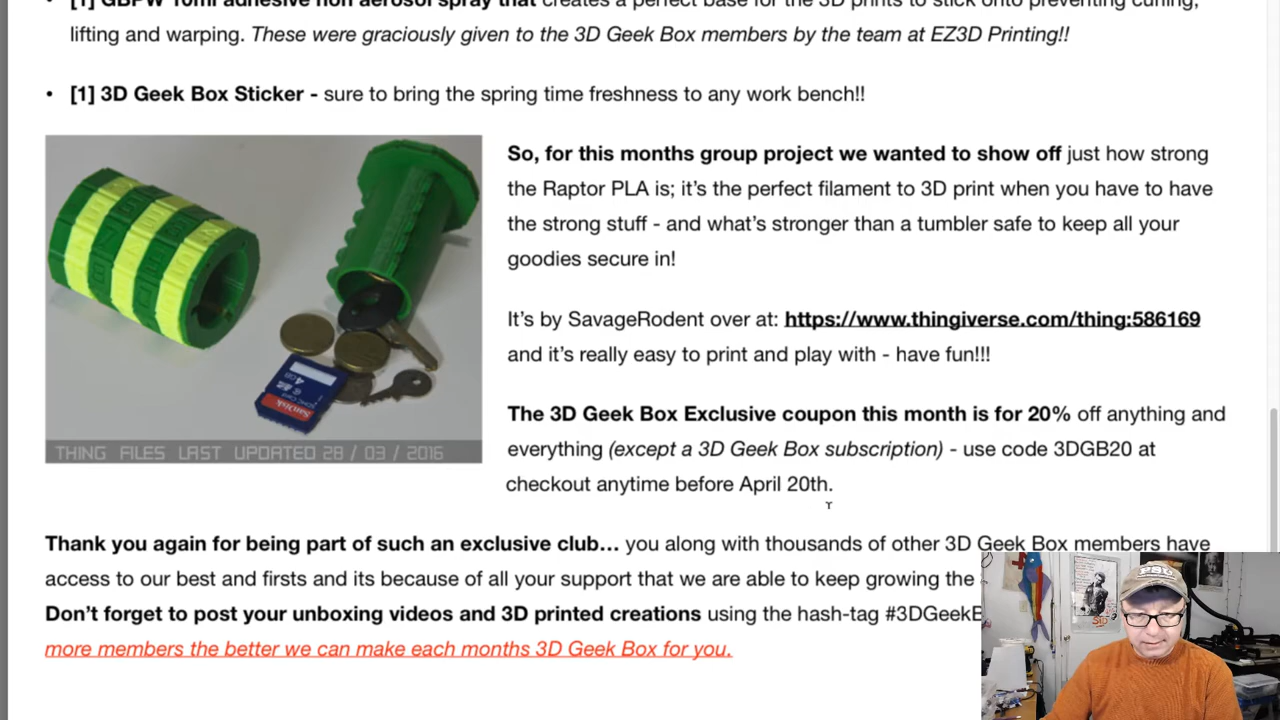 • [1] GBPW 10ml adhesive non aerosol spray that creates a perfect base for the 3D prints to stick onto preventing curling,
lifting and warping. These were graciously given to the 3D Geek Box members by the team at EZ3D Printing!!
• [1] 3D Geek Box Sticker - sure to bring the spring time freshness to any work bench!!
So, for this months group project we wanted to show off just how strong
the Raptor PLA is; it's the perfect filament to 3D print when you have to have
the strong stuff - and what's stronger than a tumbler safe to keep all your
goodies secure in!
It's by SavageRodent over at: https://www.thingiverse.com/thing:586169
and it's really easy to print and play with - have fun!!!
The 3D Geek Box Exclusive coupon this month is for 20% off anything and
everything (except a 3D Geek Box subscription) - use code 3DGB20 at
checkout anytime before April 20th.
SanDisk
4 GB
THING FILES LAST UPDATED 28 / 03 / 2016
Thank you again for being part of such an exclusive club... you along with thousands of other 3D Geek Box members have
access to our best and firsts and its because of all your support that we are able to keep growing the
Don't forget to post your unboxing videos and 3D printed creations using the hash-tag #3DGeekB
more members the better we can make each months 3D Geek Box for you.